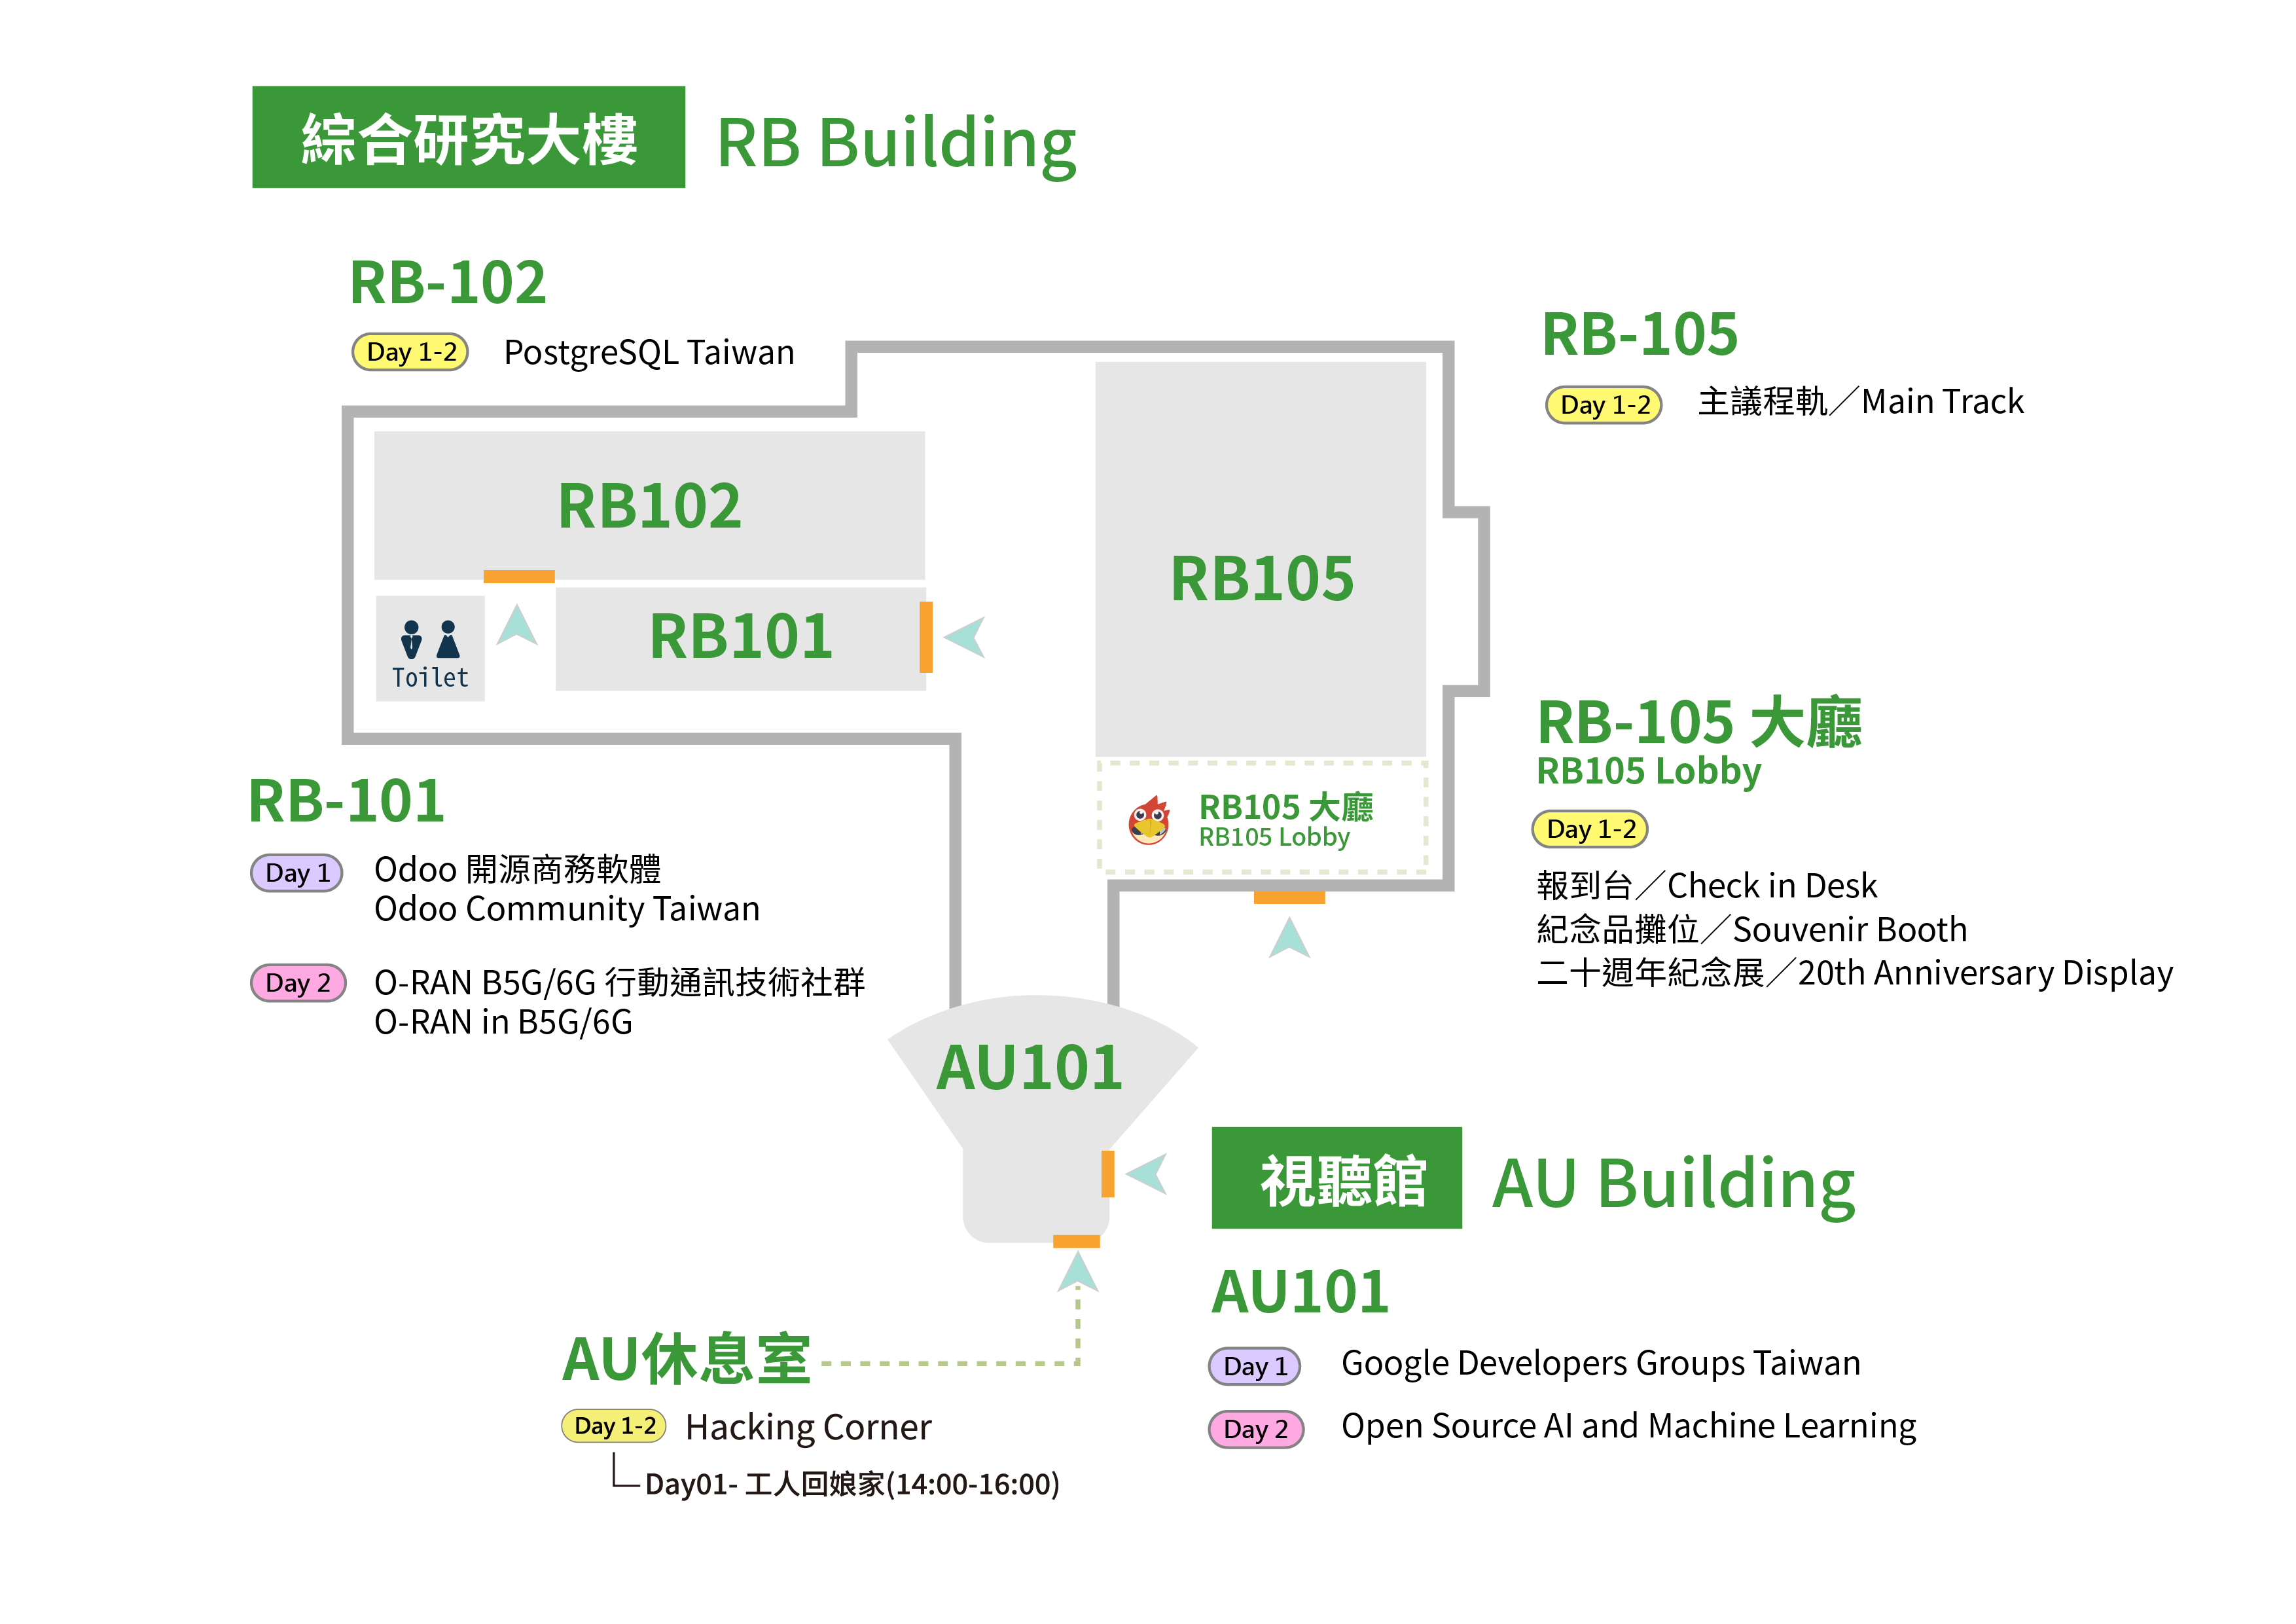 綜合研究大樓 RB Building
RB-102
Day 1-2 PostgreSQL Taiwan
RB-105
Day 1-2 主議程軌／Main Track
RB102
RB105
RB101
Toilet
RB-105 大廳
RB105 Lobby
Day 1-2
報到台／Check in Desk
紀念品攤位／Souvenir Booth
二十週年紀念展／20th Anniversary Display
RB105 大廳
RB105 Lobby
RB-101
Day 1 Odoo 開源商務軟體
Odoo Community Taiwan
Day 2 O-RAN B5G/6G 行動通訊技術社群
O-RAN in B5G/6G
AU101
視聽館 AU Building
AU101
Day 1 Google Developers Groups Taiwan
Day 2 Open Source AI and Machine Learning
AU休息室
Day 1-2 Hacking Corner
Day01- 工人回娘家(14:00-16:00)